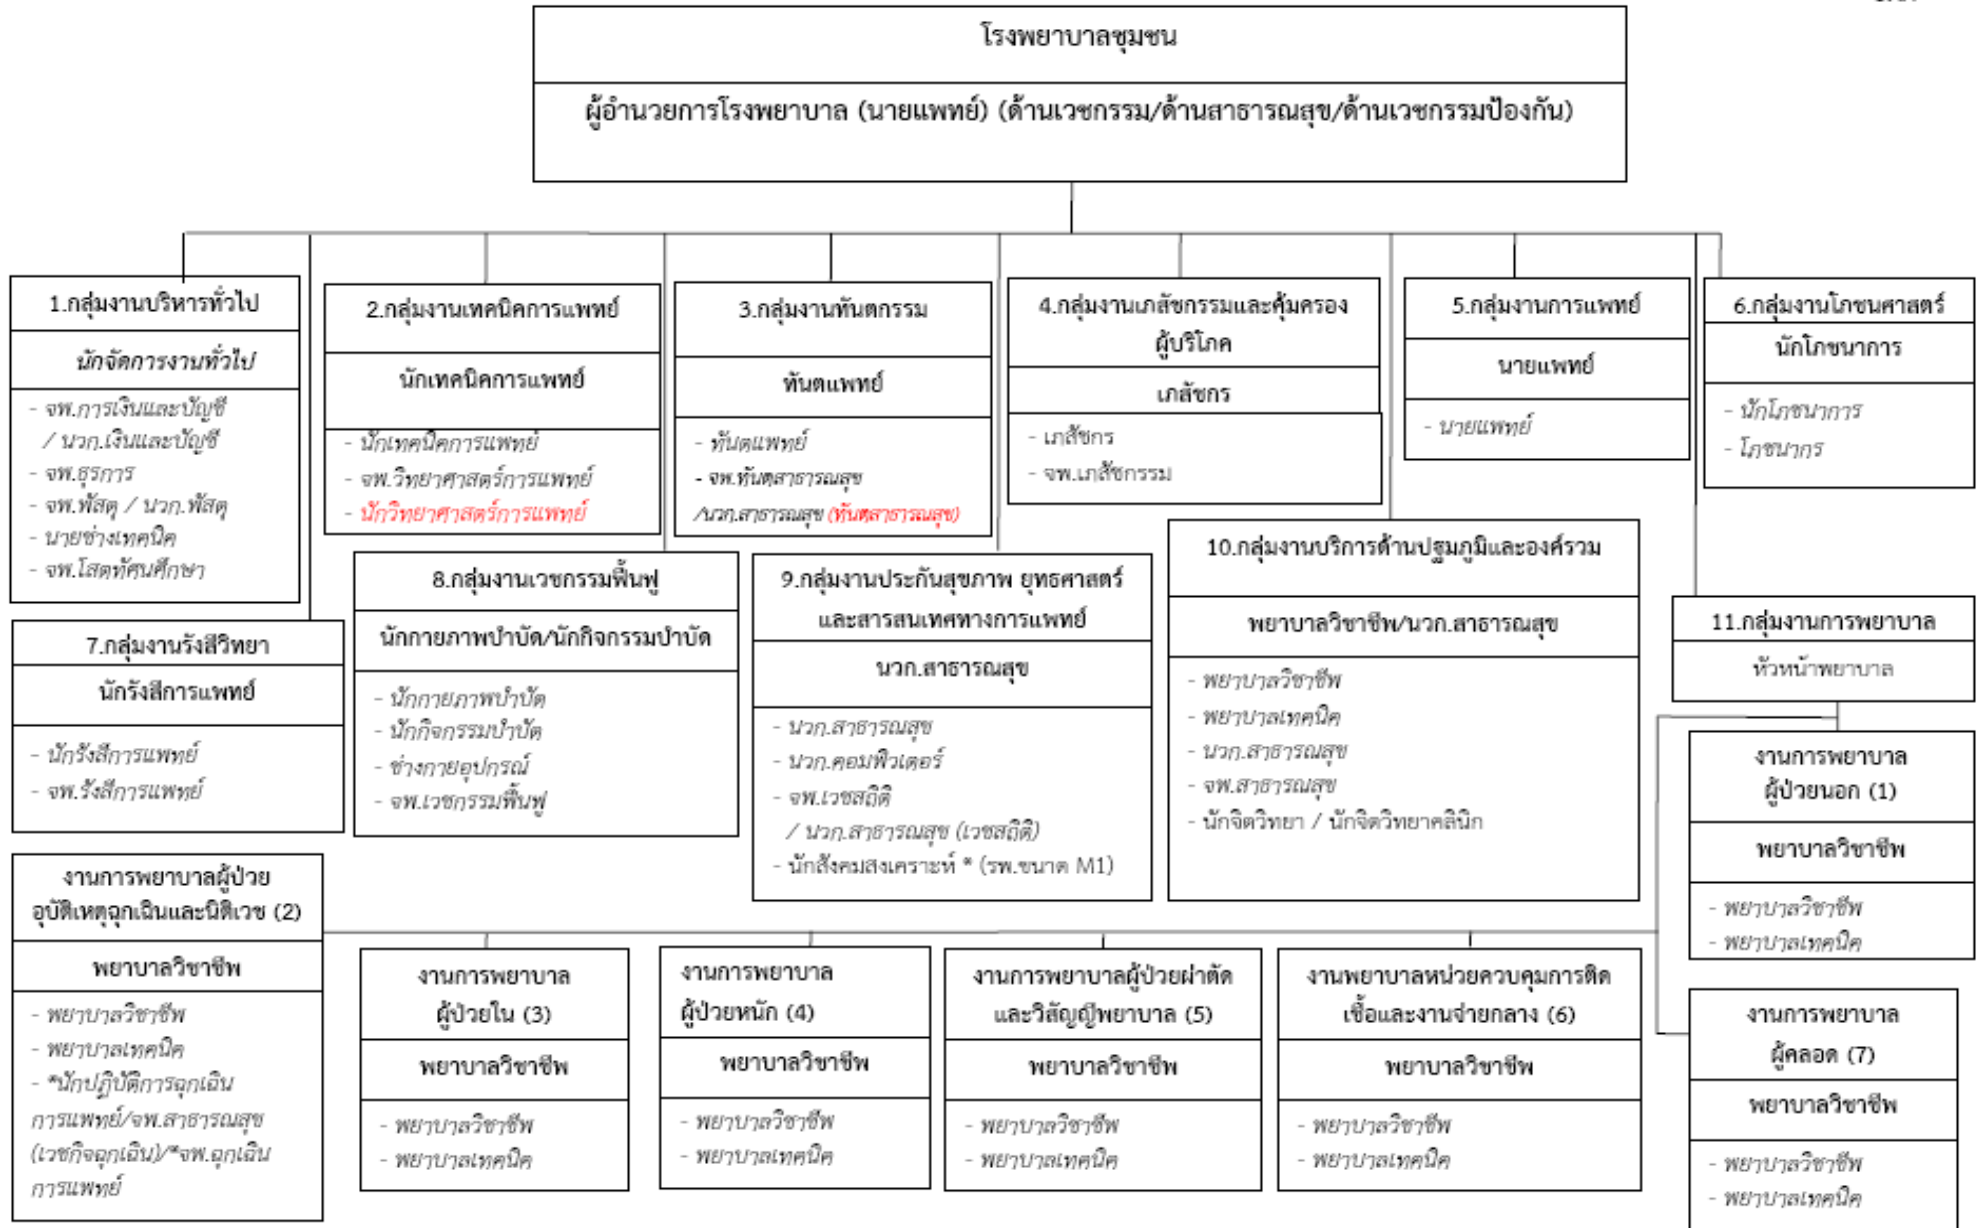 โรงพยาบาลชุมชน
ผู้อำนวยการโรงพยาบาล (นายแพทย์) (ด้านเวชกรรม/ด้านสาธารณสุข/ด้านเวชกรรมป้องกัน)
1.กลุ่มงานบริหารทั่วไป
นักจัดการงานทั่วไป
- จพ.การเงินและบัญชี
/ นวก.เงินและบัญชี
- จพ.ธุรการ
- จพ.พัสดุ / นวก.พัสดุ
- นายช่างเทคนิค
- จพ.โสตทัศนศึกษา
2.กลุ่มงานเทคนิคการแพทย์
นักเทคนิคการแพทย์
- นักเทคนิคการแพทย์
- จพ.วิทยาศาสตร์การแพทย์
- นักวิทยาศาสตร์การแพทย์
3.กลุ่มงานทันตกรรม
ทันตแพทย์
- ทันตแพทย์
- จพ.ทันตสาธารณสุข
/นวก.สาธารณสุข (ทันตสาธารณสุข)
4.กลุ่มงานเภสัชกรรมและคุ้มครอง
ผู้บริโภค
เภสัชกร
- เภสัชกร
- จพ.เภสัชกรรม
5.กลุ่มงานการแพทย์
นายแพทย์
- นายแพทย์
6.กลุ่มงานโภชนศาสตร์
นักโภชนาการ
- นักโภชนาการ
- โภชนากร
7.กลุ่มงานรังสีวิทยา
นักรังสีการแพทย์
- นักรังสีการแพทย์
- จพ.รังสีการแพทย์
8.กลุ่มงานเวชกรรมฟื้นฟู
นักกายภาพบำบัด/นักกิจกรรมบำบัด
- นักกายภาพบำบัด
- นักกิจกรรมบำบัด
- ช่างกายอุปกรณ์
- จพ.เวชกรรมฟื้นฟู
9.กลุ่มงานประกันสุขภาพ ยุทธศาสตร์
และสารสนเทศทางการแพทย์
นวก.สาธารณสุข
- นวก.สาธารณสุข
- นวก.คอมพิวเตอร์
- จพ.เวชสถิติ
/ นวก.สาธารณสุข (เวชสถิติ)
- นักสังคมสงเคราะห์ * (รพ.ขนาด M1)
10.กลุ่มงานบริการด้านปฐมภูมิและองค์รวม
พยาบาลวิชาชีพ/นวก.สาธารณสุข
- พยาบาลวิชาชีพ
- พยาบาลเทคนิค
- นวก.สาธารณสุข
- จพ.สาธารณสุข
- นักจิตวิทยา / นักจิตวิทยาคลินิก
11.กลุ่มงานการพยาบาล
หัวหน้าพยาบาล
งานการพยาบาล
ผู้ป่วยนอก (1)
พยาบาลวิชาชีพ
- พยาบาลวิชาชีพ
- พยาบาลเทคนิค
งานการพยาบาลผู้ป่วย
อุบัติเหตุฉุกเฉินและนิติเวช (2)
พยาบาลวิชาชีพ
- พยาบาลวิชาชีพ
- พยาบาลเทคนิค
- *นักปฏิบัติการฉุกเฉิน
การแพทย์/จพ.สาธารณสุข
(เวชกิจฉุกเฉิน)/*จพ.ฉุกเฉิน
การแพทย์
งานการพยาบาล
ผู้ป่วยใน (3)
พยาบาลวิชาชีพ
- พยาบาลวิชาชีพ
- พยาบาลเทคนิค
งานการพยาบาล
ผู้ป่วยหนัก (4)
พยาบาลวิชาชีพ
- พยาบาลวิชาชีพ
- พยาบาลเทคนิค
งานการพยาบาลผู้ป่วยผ่าตัด
และวิสัญญีพยาบาล (5)
พยาบาลวิชาชีพ
- พยาบาลวิชาชีพ
- พยาบาลเทคนิค
งานพยาบาลหน่วยควบคุมการติด
เชื้อและงานจ่ายกลาง (6)
พยาบาลวิชาชีพ
- พยาบาลวิชาชีพ
- พยาบาลเทคนิค
งานการพยาบาล
ผู้คลอด (7)
พยาบาลวิชาชีพ
- พยาบาลวิชาชีพ
- พยาบาลเทคนิค